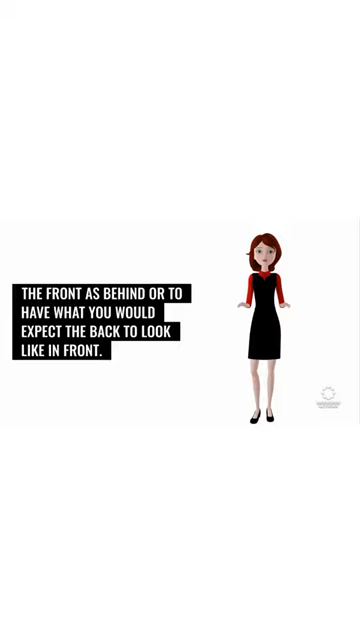 THE FRONT AS BEHIND OR TO
HAVE WHAT YOU WOULD
EXPECT THE BACK TO LOOK
LIKE IN FRONT.